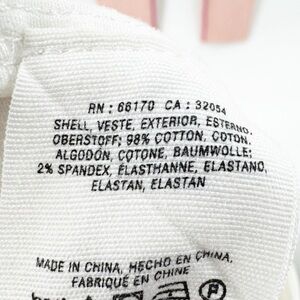 RN : 66170 CA : 32054
SHELL, VESTE, EXTERIOR, ESTERNO,
OBERSTOFF; 98% COTTON, COTON,
ALGODÓN, COTONE, BAUMWOLLE;
2% SPANDEX, ÉLASTHANNE, ELASTANO,
ELASTAN, ELASTAN
MADE IN CHINA, HECHO EN CHINA,
FABRIQUÉ EN CHINE